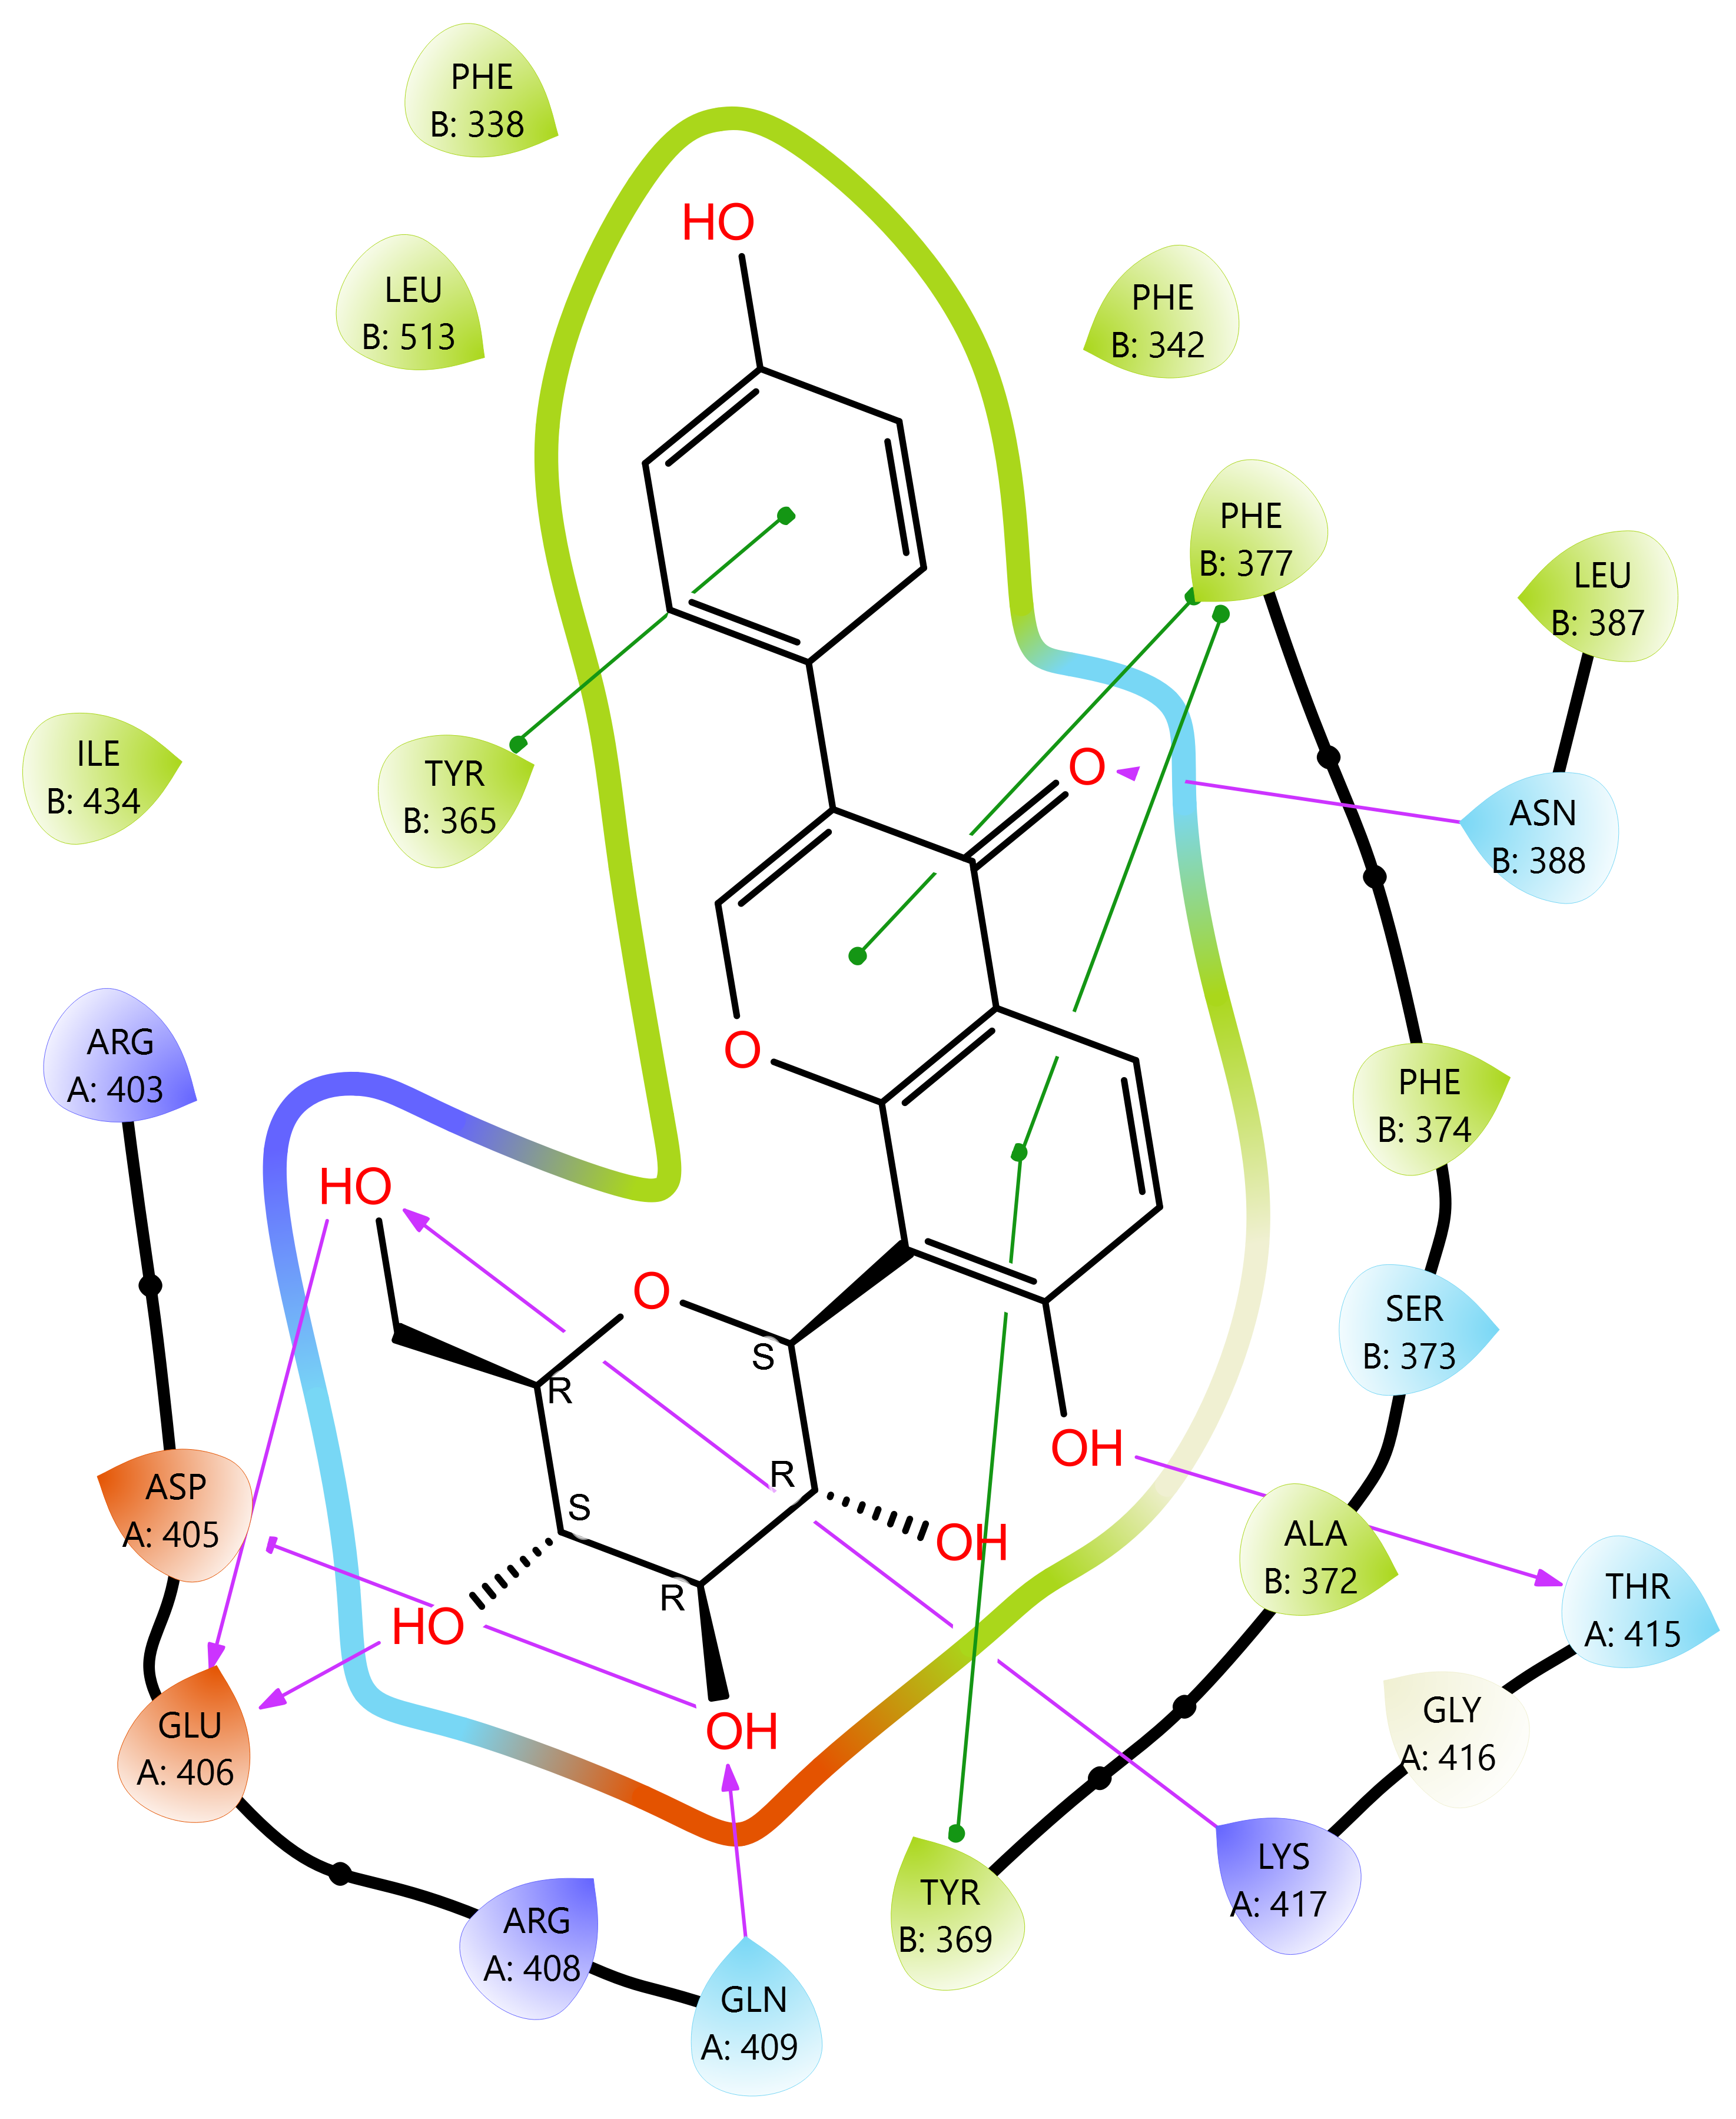 PHE
B: 338
HO
LEU
B: 513
PHE
B: 342
PHE
B: 377
LEU
B: 387
ILE
B: 434
TYR
B: 365
O
ASN
B: 388
ARG
A: 403
O
PHE
B: 374
HO
O
S
R
SER
B: 373
OH
ASP
A: 405
R
S
OH
ALA
B: 372
THR
A: 415
R
HO
GLU
A: 406
OH
GLY
A: 416
LYS
A: 417
ARG
A: 408
TYR
B: 369
GLN
A: 409